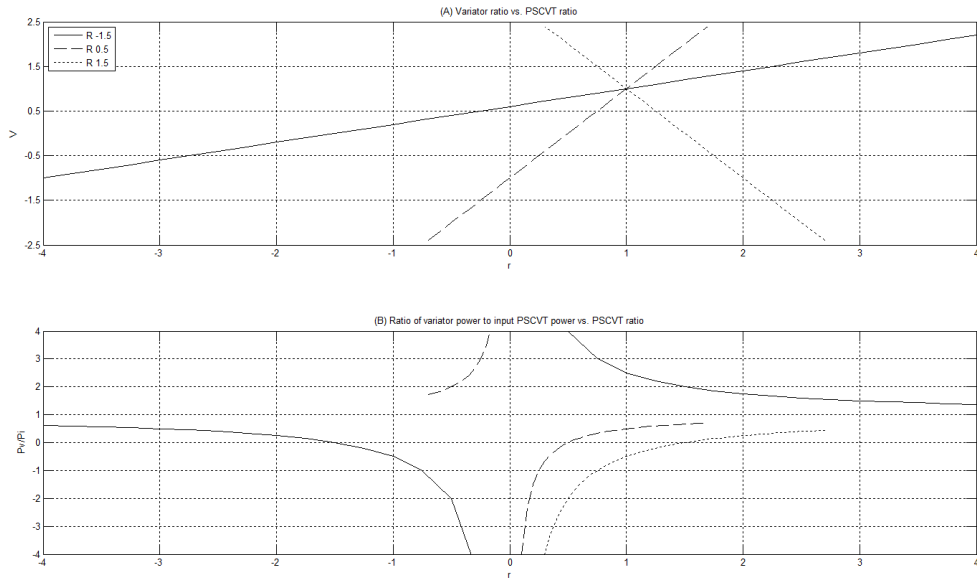 (A) Variator ratio vs. PSCVT ratio
2.5
1.5
0.5
-0.5
-1.5
-2.5
V
R -1.5
R 0.5
R 1.5
-4 -3 -2 -1 0 1 2 3 4
r
(B) Ratio of variator power to input PSCVT power vs. PSCVT ratio
4
3
2
1
0
-1
-2
-3
-4
Pv/Pi
-4 -3 -2 -1 0 1 2 3 4
r